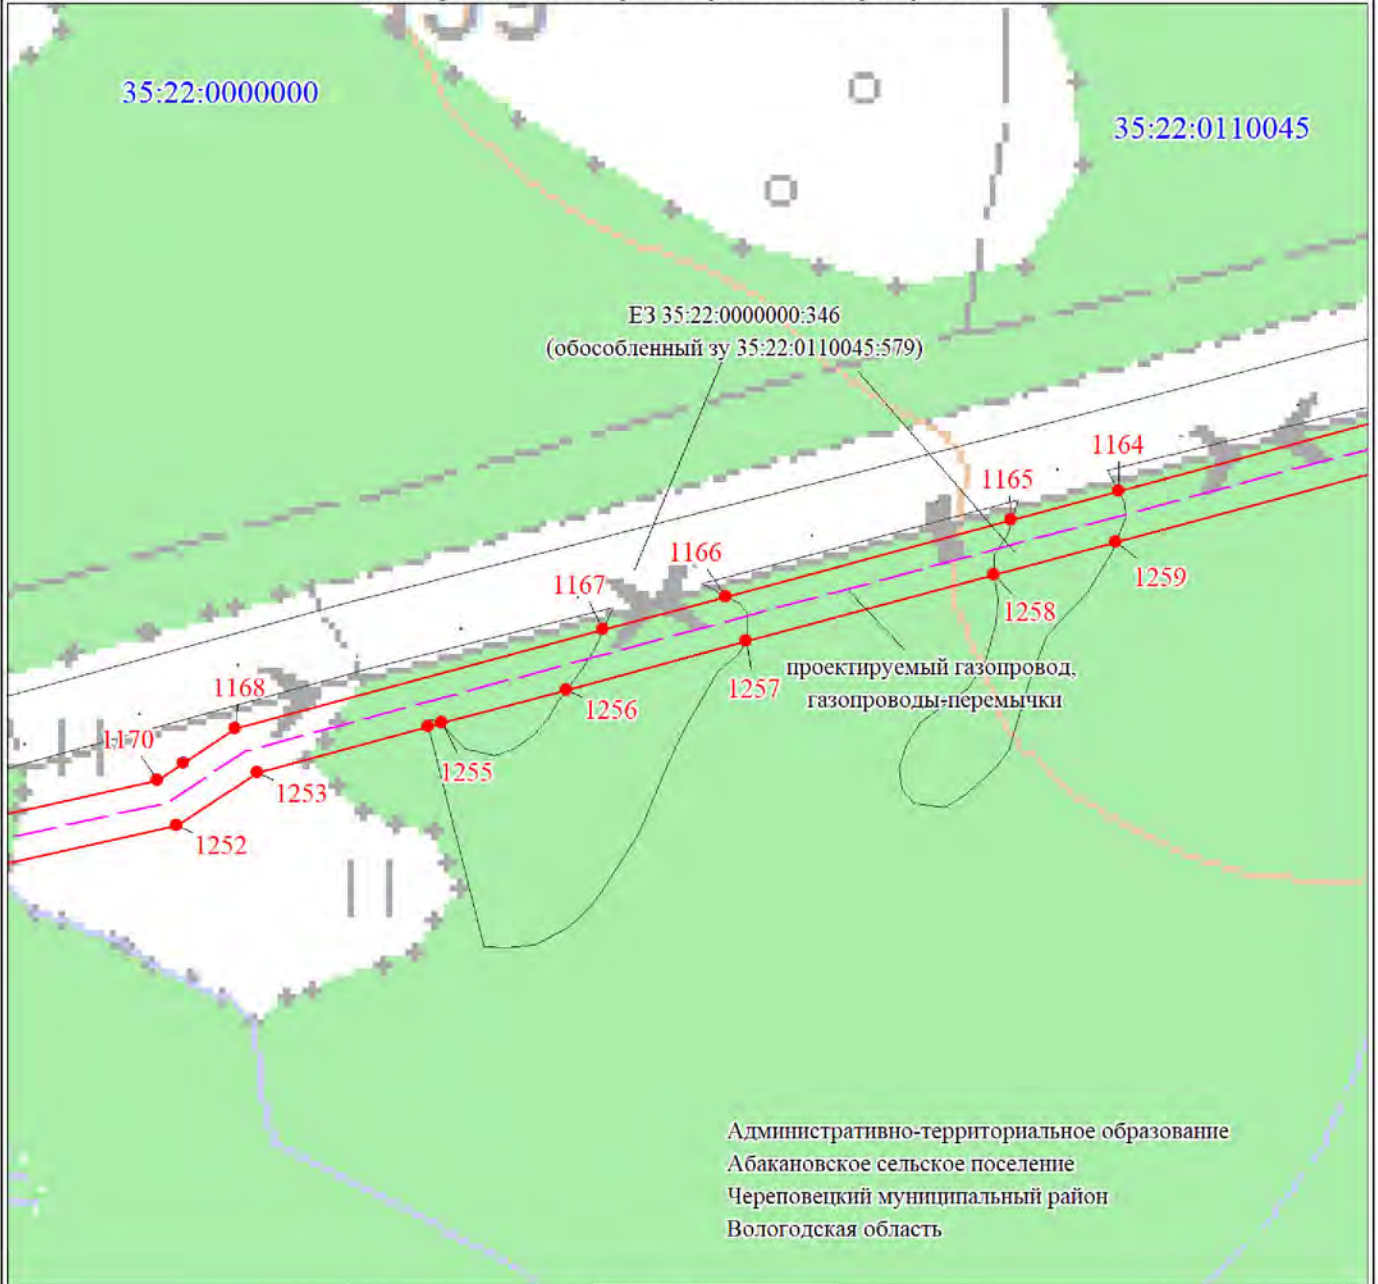 35:22:0000000
35:22:0110045
ЕЗ 35:22:0000000:346
(обособленный зу 35:22:0110045:579)
1164
1165
1166
1167
1259
1258
проектируемый газопровод,
газопроводы-перемычки
1257
1168
1256
1170
1255
1253
1252
Административно-территориальное образование
Абакановское сельское поселение
Череповецкий муниципальный район
Вологодская область